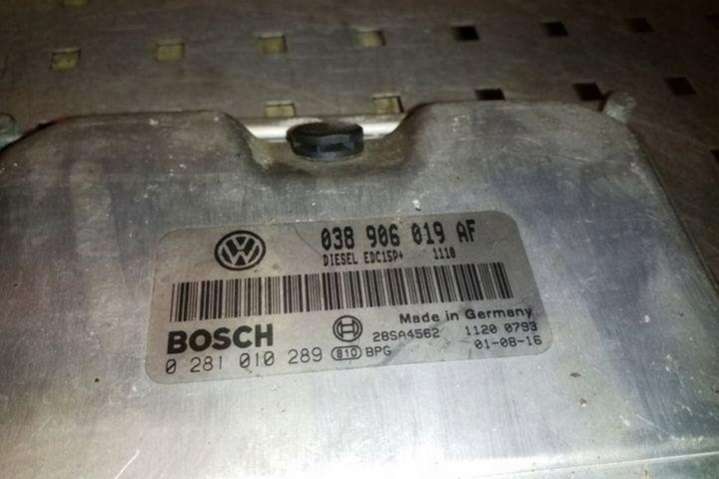 038 906 019 AF
DIESEL EDC15P+ 1110
BOSCH
Made in Germany
28SA4562 1120 0793
0 281 010 289 B10 BPG 01-08-16